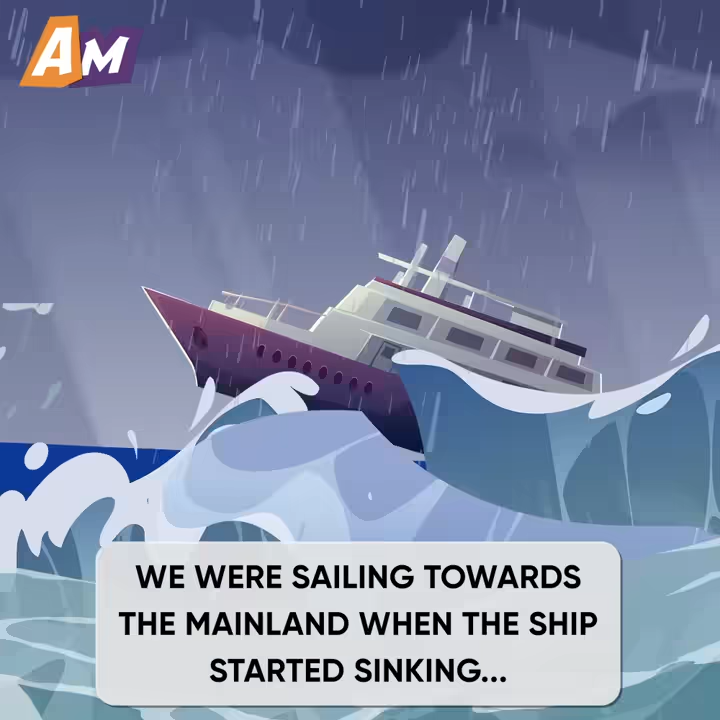 AM
WE WERE SAILING TOWARDS
THE MAINLAND WHEN THE SHIP
STARTED SINKING...